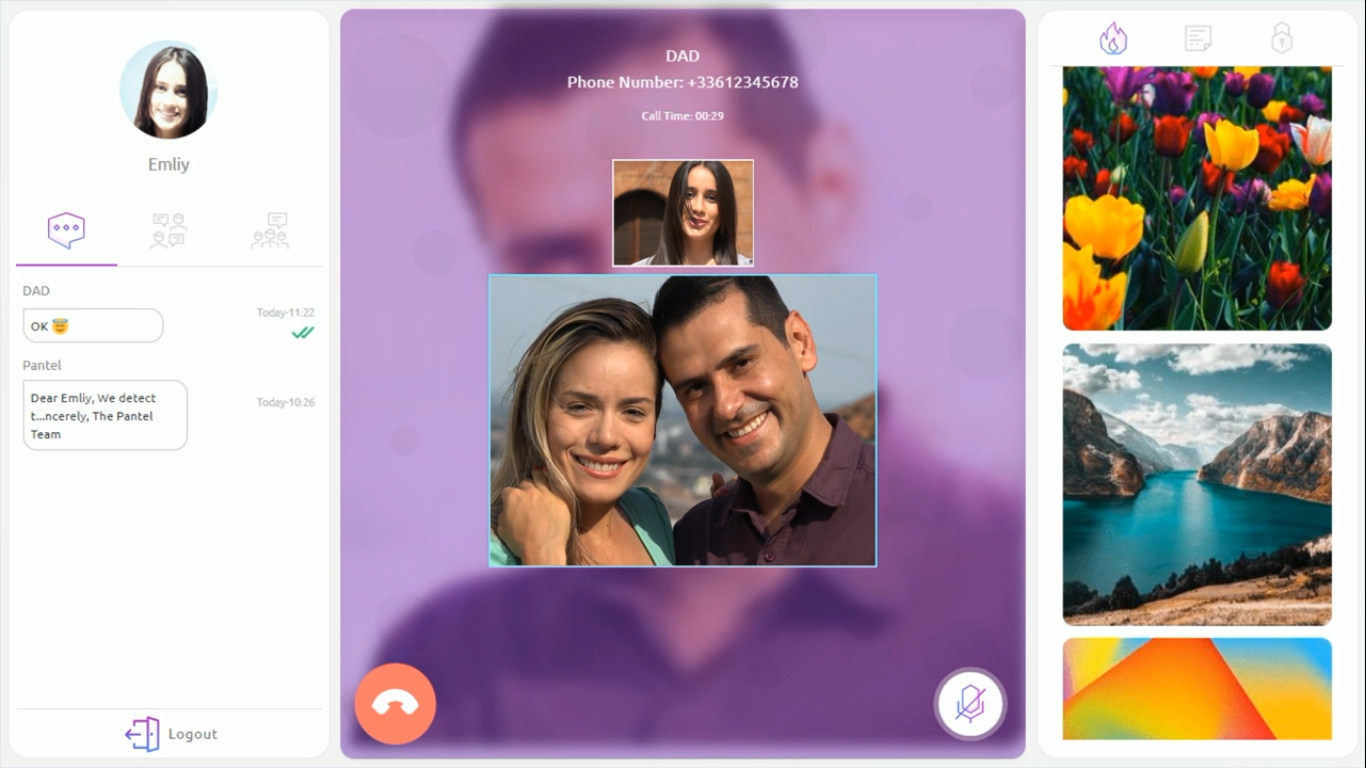 Emliy
DAD
OK 😇
Today-11:22
Pantel
Dear Emliy, We detect
t...ncerely, The Pantel
Team
Today-10:26
Logout
DAD
Phone Number: +33612345678
Call Time: 00:29